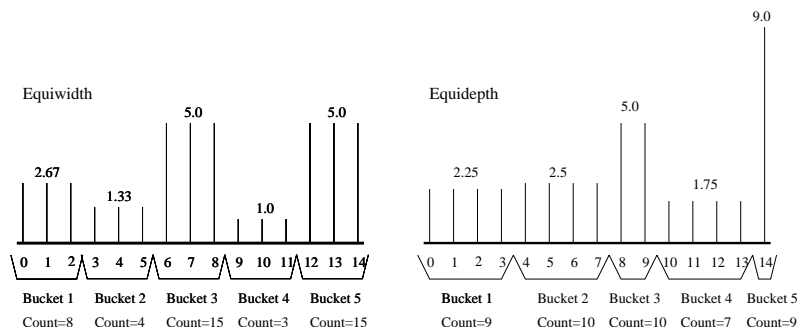 9.0
Equiwidth
Equidepth
5.0
5.0
5.0
2.67
2.25
2.5
1.75
1.33
1.0
0 1 2 3 4 5 6 7 8 9 10 11 12 13 14
0 1 2 3 4 5 6 7 8 9 10 11 12 13 14
Bucket 1 Bucket 2 Bucket 3 Bucket 4 Bucket 5
Count=8 Count=4 Count=15 Count=3 Count=15
Bucket 1 Bucket 2 Bucket 3 Bucket 4 Bucket 5
Count=9 Count=10 Count=10 Count=7 Count=9